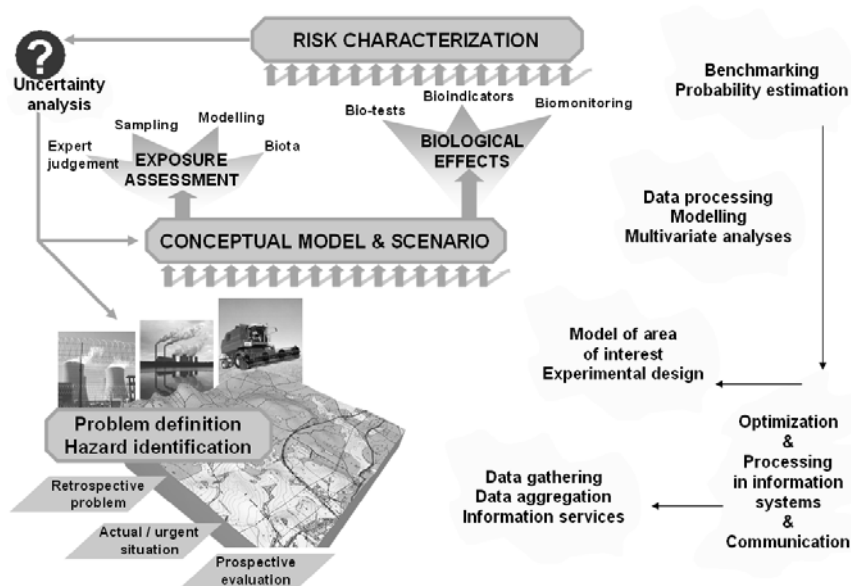 RISK CHARACTERIZATION
?
Uncertainty
analysis
Benchmarking
Probability estimation
Expert
judgement
Sampling
Modelling
Biota
EXPOSURE
ASSESSMENT
Bio-tests
Bioindicators
Biomonitoring
BIOLOGICAL
EFFECTS
Data processing
Modelling
Multivariate analyses
CONCEPTUAL MODEL & SCENARIO
Model of area
of interest
Experimental design
Problem definition
Hazard identification
Retrospective
problem
Actual / urgent
situation
Prospective
evaluation
Data gathering
Data aggregation
Information services
Optimization
&
Processing
in information
systems
&
Communication